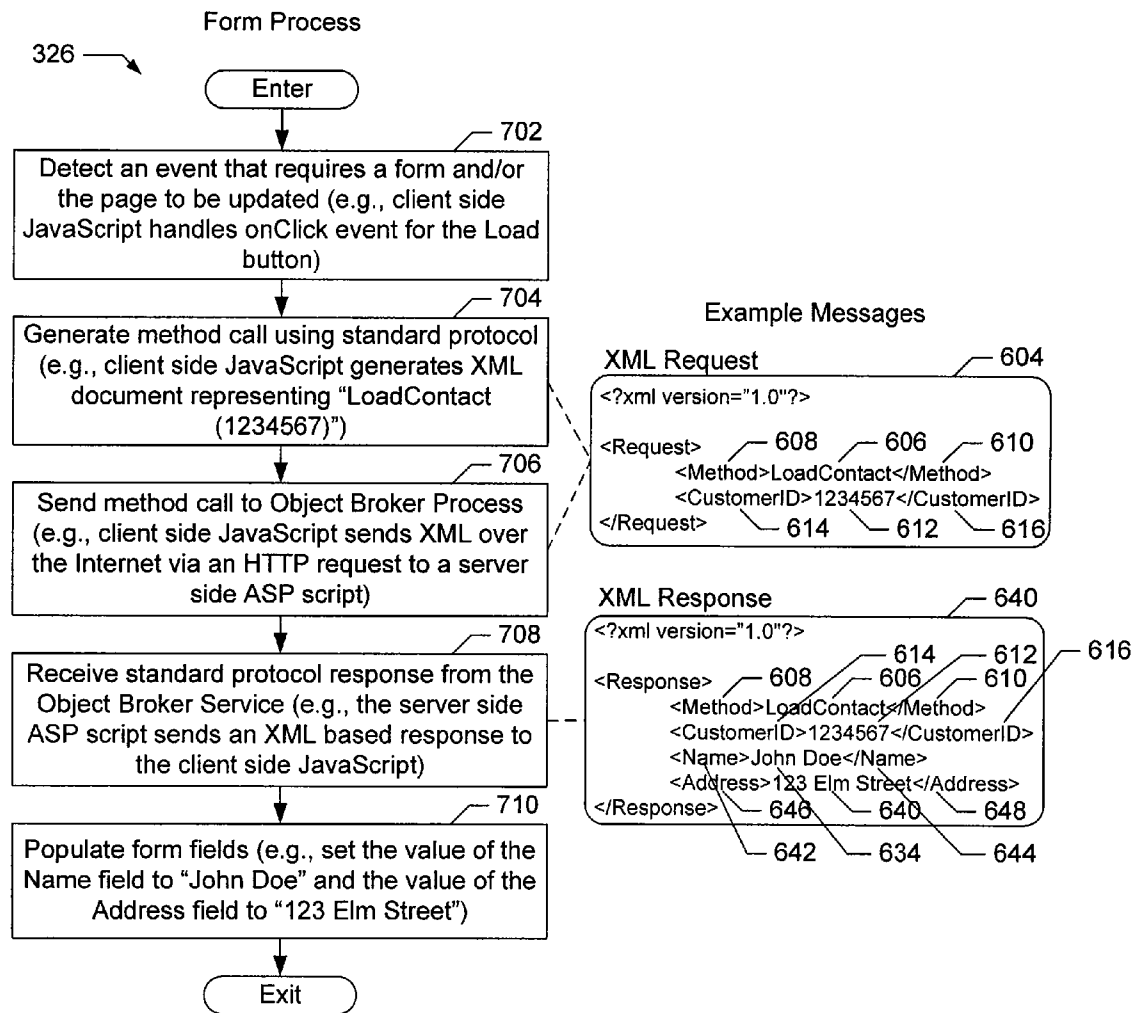 Form Process
326
Enter
702
Detect an event that requires a form and/or
the page to be updated (e.g., client side
JavaScript handles onClick event for the Load
button)
704
Generate method call using standard protocol
(e.g., client side JavaScript generates XML
document representing “LoadContact
(1234567)”)
706
Send method call to Object Broker Process
(e.g., client side JavaScript sends XML over
the Internet via an HTTP request to a server
side ASP script)
708
Receive standard protocol response from the
Object Broker Service (e.g., the server side
ASP script sends an XML based response to
the client side JavaScript)
710
Populate form fields (e.g., set the value of the
Name field to “John Doe” and the value of the
Address field to “123 Elm Street”)
Exit
Example Messages
XML Request
604
<?xml version="1.0"?>
<Request> 608 606 610
<Method>LoadContact</Method>
<CustomerID>1234567</CustomerID>
</Request> 614 612 616
XML Response
640
<?xml version="1.0"?>
614 612 616
<Response> 608 606 610
<Method>LoadContact</Method>
<CustomerID>1234567</CustomerID>
<Name>John Doe</Name>
<Address>123 Elm Street</Address>
</Response> 646 640 648
642 634 644